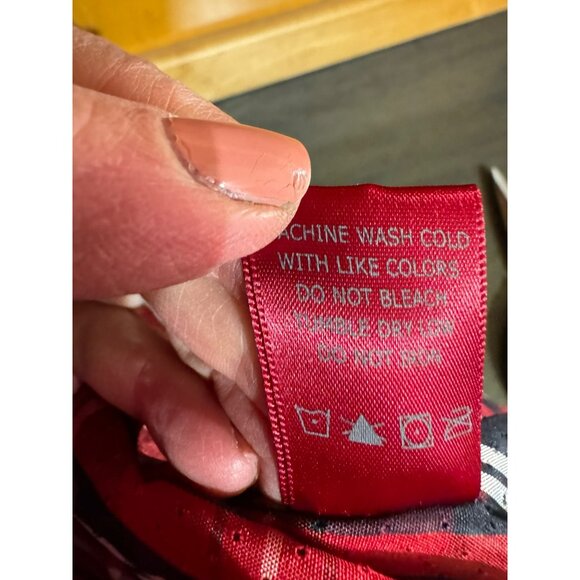 ACHINE WASH COLD
WITH LIKE COLORS
DO NOT BLEACH
TUMBLE DRY LOW
DO NOT IRON